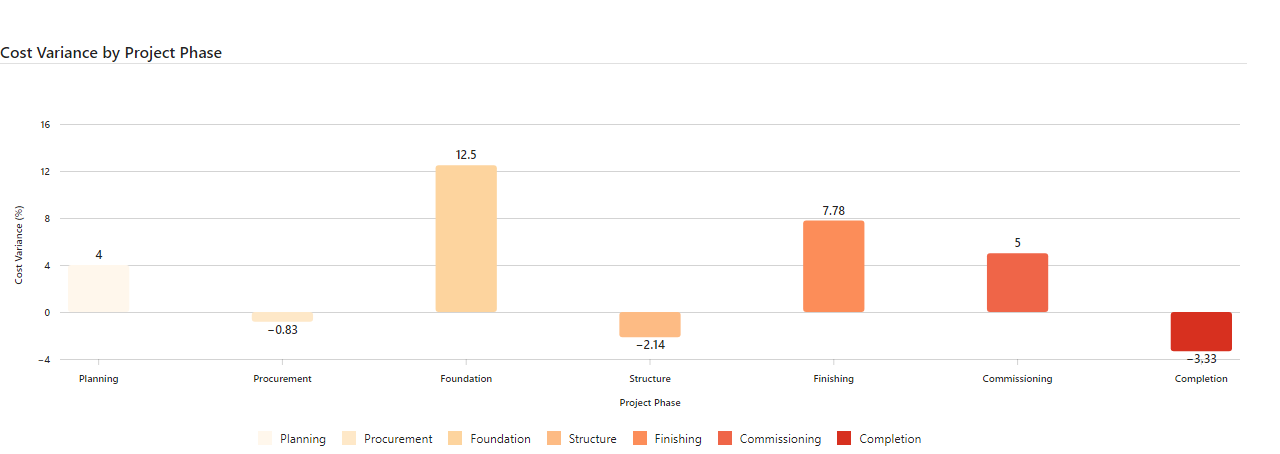 Cost Variance by Project Phase
16
12.5
12
7.78
8
5
4
4
0
−0.83
−2.14
−3.33
−4
Cost Variance (%)
Planning Procurement Foundation Structure Finishing Commissioning Completion
Project Phase
Planning Procurement Foundation Structure Finishing Commissioning Completion